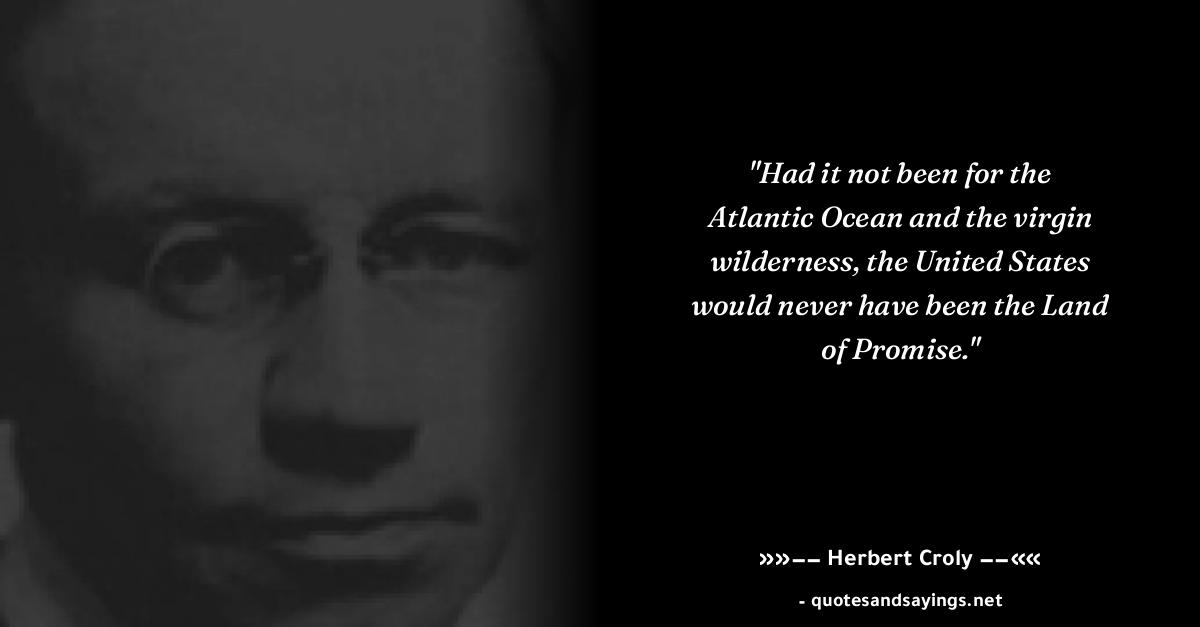 "Had it not been for the
Atlantic Ocean and the virgin
wilderness, the United States
would never have been the Land
of Promise."
»»–– Herbert Croly ––««
- quotesandsayings.net